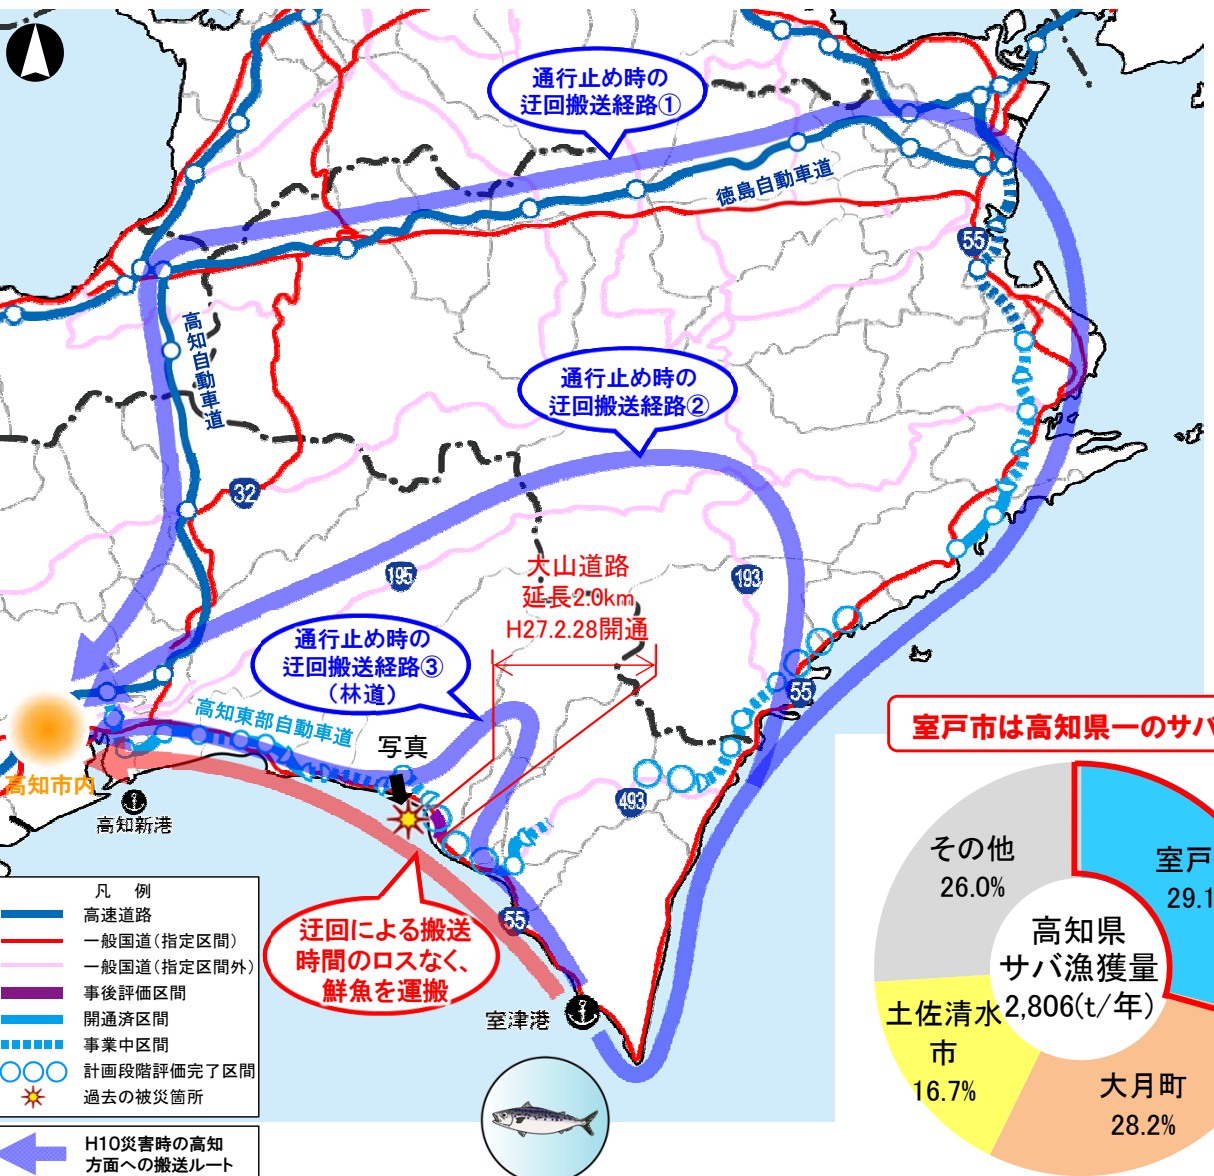 通行止め時の
迂回搬送経路①
徳島自動車道
55
高知自動車道
通行止め時の
迂回搬送経路②
32
195
大山道路
延長2.0km
H27.2.28開通
193
通行止め時の
迂回搬送経路③
(林道)
55
高知東部自動車道
写真
高知市内
高知新港
493
55
迂回による搬送
時間のロスなく、
鮮魚を運搬
室津港
凡 例
高速道路
一般国道(指定区間)
一般国道(指定区間外)
事後評価区間
開通済区間
事業中区間
計画段階評価完了区間
過去の被災箇所
H10災害時の高知
方面への搬送ルート
室戸市は高知県一のサバ
その他
26.0%
室戸
29.1
高知県
サバ漁獲量
2,806(t/年)
土佐清水
市
16.7%
大月町
28.2%